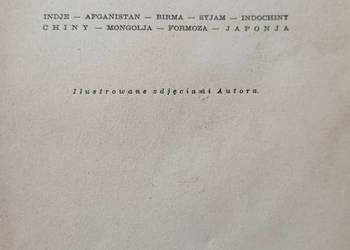 INDJE — AFGANISTAN — BIRMA — SYJAM — INDOCHINY
CHINY — MONGOLJA — FORMOZA — JAPONJA
Ilustrowane zdjęciami Autora.